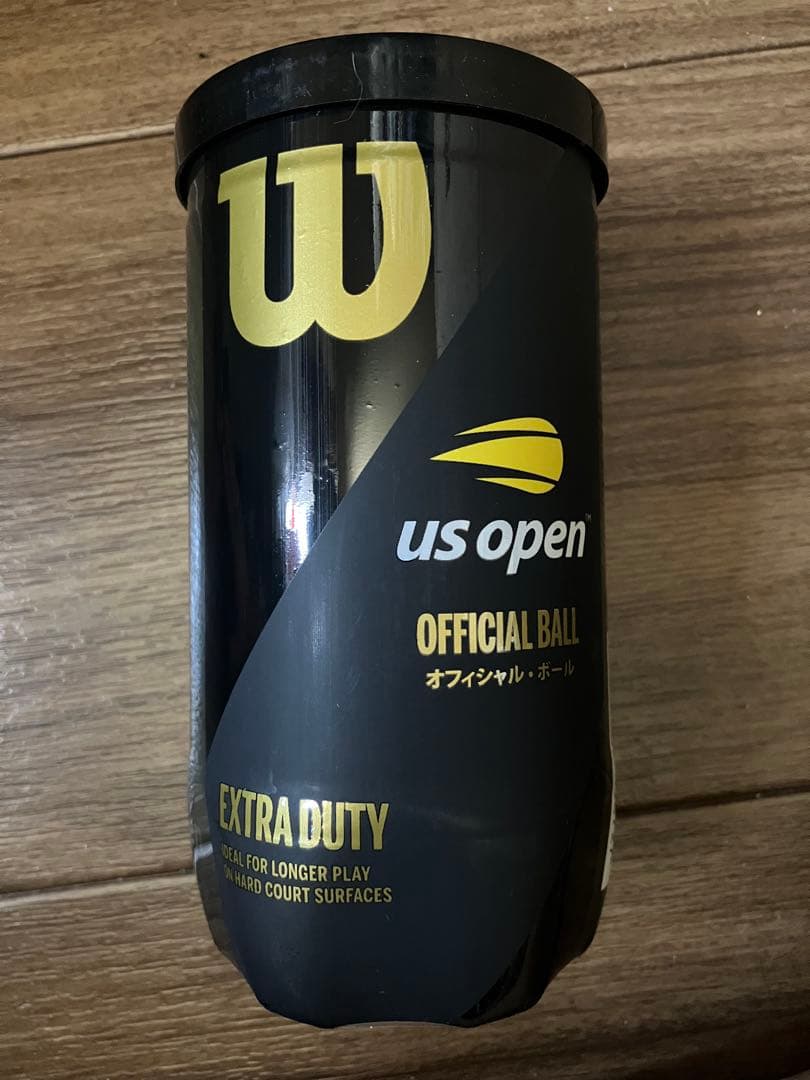 W
us open™
OFFICIAL BALL
オフィシャル・ボール
EXTRA DUTY
IDEAL FOR LONGER PLAY
ON HARD COURT SURFACES